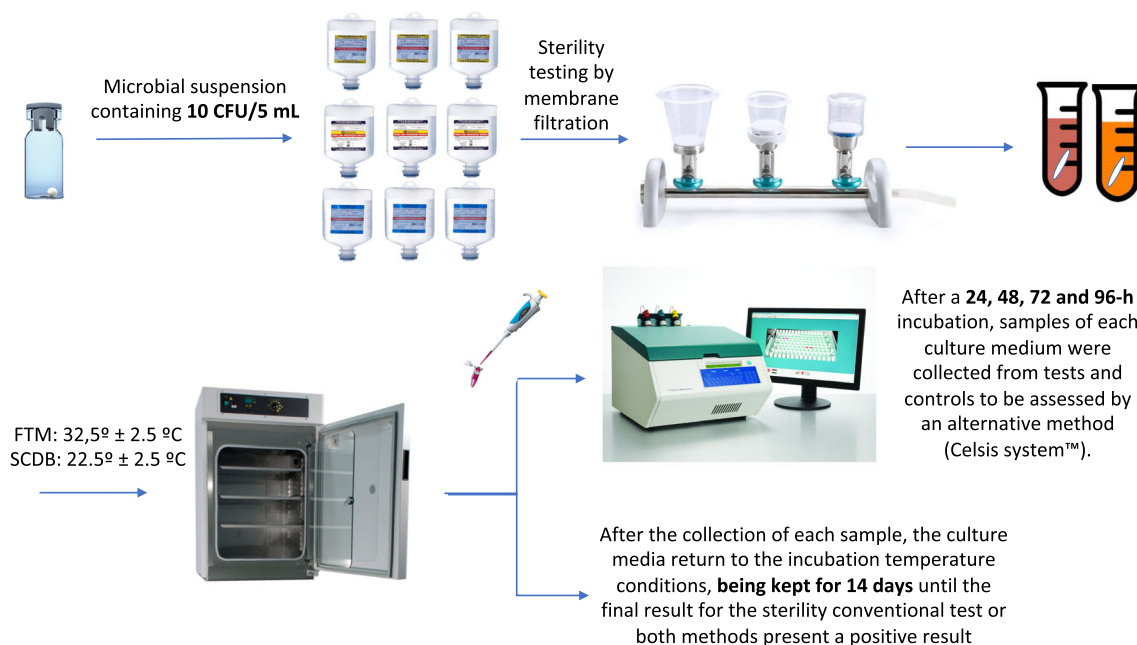 Microbial suspension
containing 10 CFU/5 mL
Sterility
testing by
membrane
filtration
FTM: 32,5º ± 2.5 ºC
SCDB: 22.5º ± 2.5 ºC
After a 24, 48, 72 and 96-h
incubation, samples of each
culture medium were
collected from tests and
controls to be assessed by
an alternative method
(Celsis system™).
After the collection of each sample, the culture
media return to the incubation temperature
conditions, being kept for 14 days until the
final result for the sterility conventional test or
both methods present a positive result